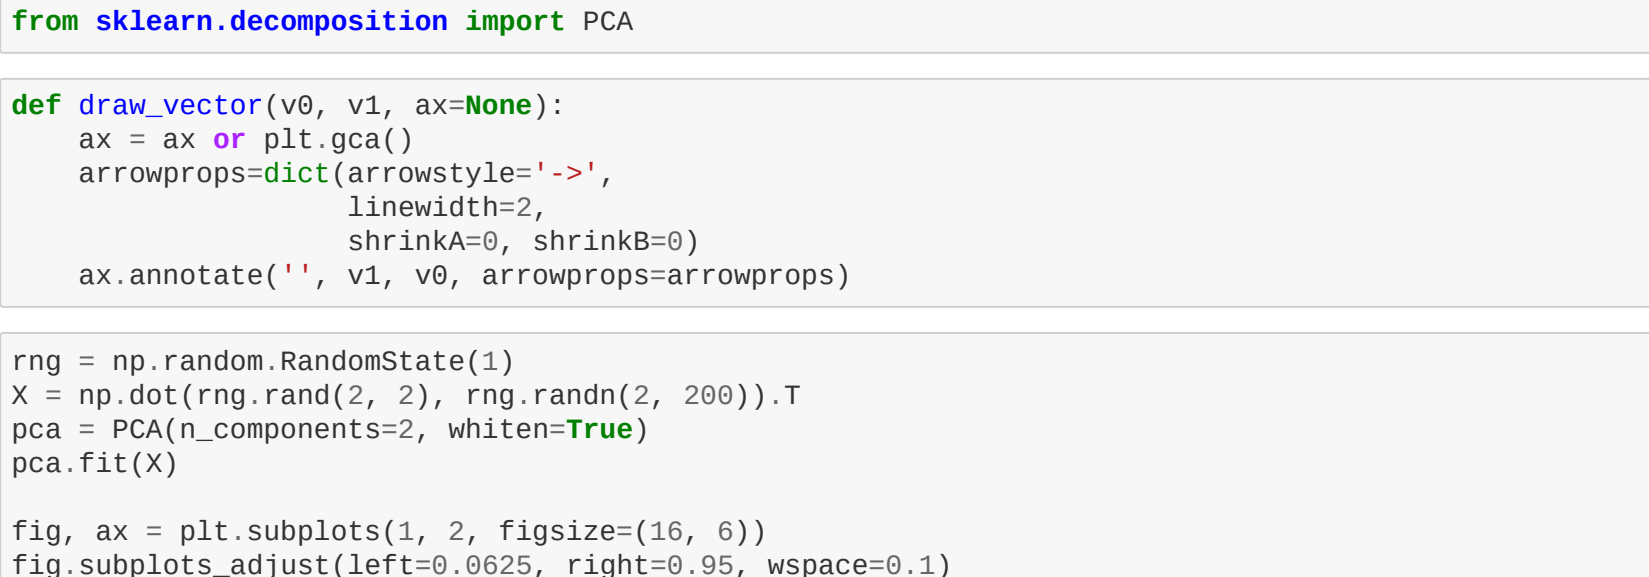 from sklearn.decomposition import PCA
def draw_vector(v0, v1, ax=None):
    ax = ax or plt.gca()
    arrowprops=dict(arrowstyle='->',
                    linewidth=2,
                    shrinkA=0, shrinkB=0)
    ax.annotate('', v1, v0, arrowprops=arrowprops)
rng = np.random.RandomState(1)
X = np.dot(rng.rand(2, 2), rng.randn(2, 200)).T
pca = PCA(n_components=2, whiten=True)
pca.fit(X)
fig, ax = plt.subplots(1, 2, figsize=(16, 6))
fig.subplots_adjust(left=0.0625, right=0.95, wspace=0.1)